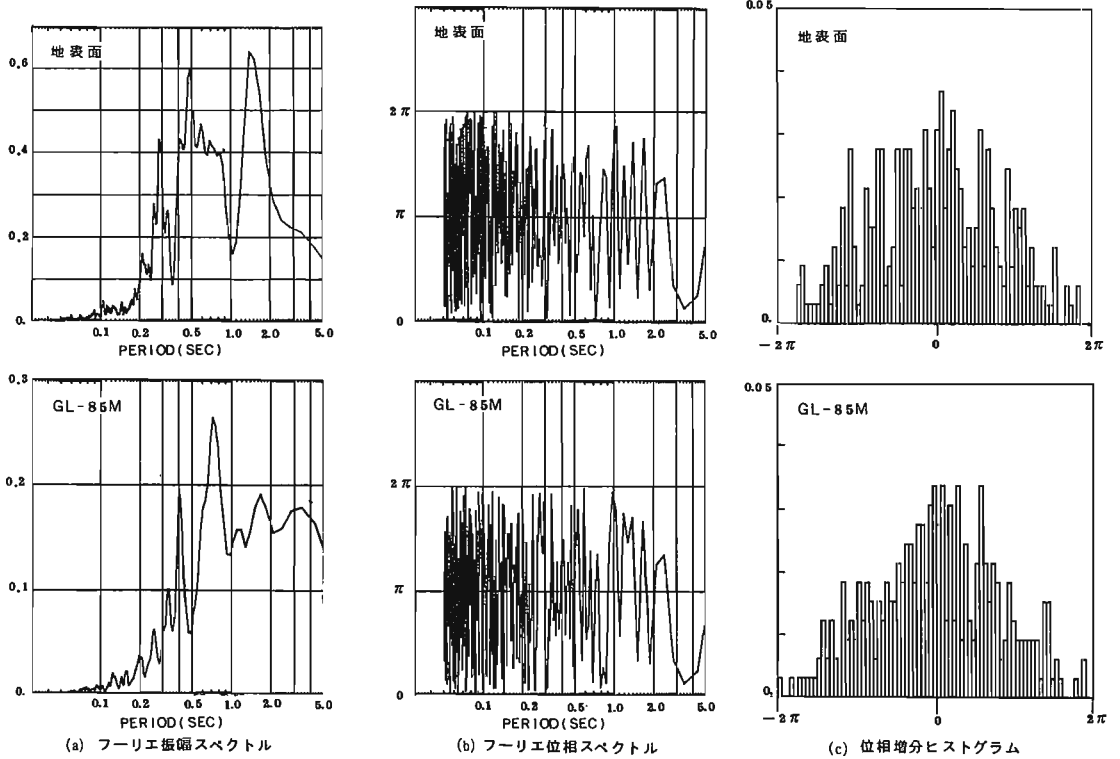 地表面
0.6
0.4
0.2
0.
0.1 0.2 0.5 1.0 2.0 5.0
PERIOD(SEC)
地表面
2π
π
0
0.1 0.2 0.5 1.0 2.0 5.0
PERIOD(SEC)
0.05
地表面
0.
-2π 0 2π
0.3
GL-85M
0.2
0.1
0.
0.1 0.2 0.5 1.0 2.0 5.0
PERIOD(SEC)
(a) フーリエ振幅スペクトル
GL-85M
2π
π
0
0.1 0.2 0.5 1.0 2.0 5.0
PERIOD(SEC)
(b) フーリエ位相スペクトル
0.05
GL-85M
0.
-2π 0 2π
(c) 位相増分ヒストグラム